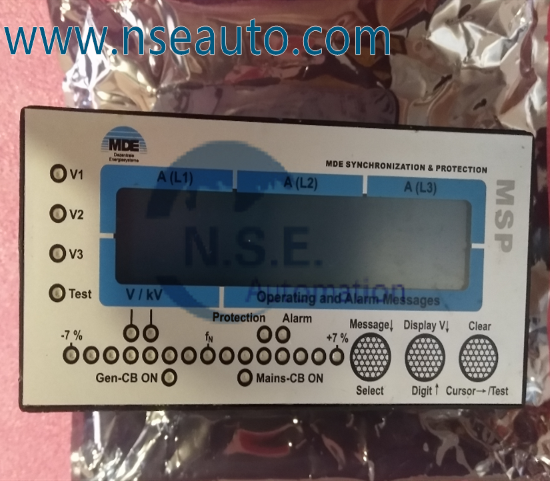 www.nseauto.com
MDE
Dezentrale
Energiesysteme
MDE SYNCHRONIZATION & PROTECTION
V1
A (L1) A (L2) A (L3)
MSP
V2
N.S.E.
V3
Automation
Test
V / kV
Operating and Alarm Messages
Protection Alarm
Message↓ Display V↓ Clear
-7 % fN +7 %
Gen-CB ON Mains-CB ON
Select Digit↑ Cursor→/Test